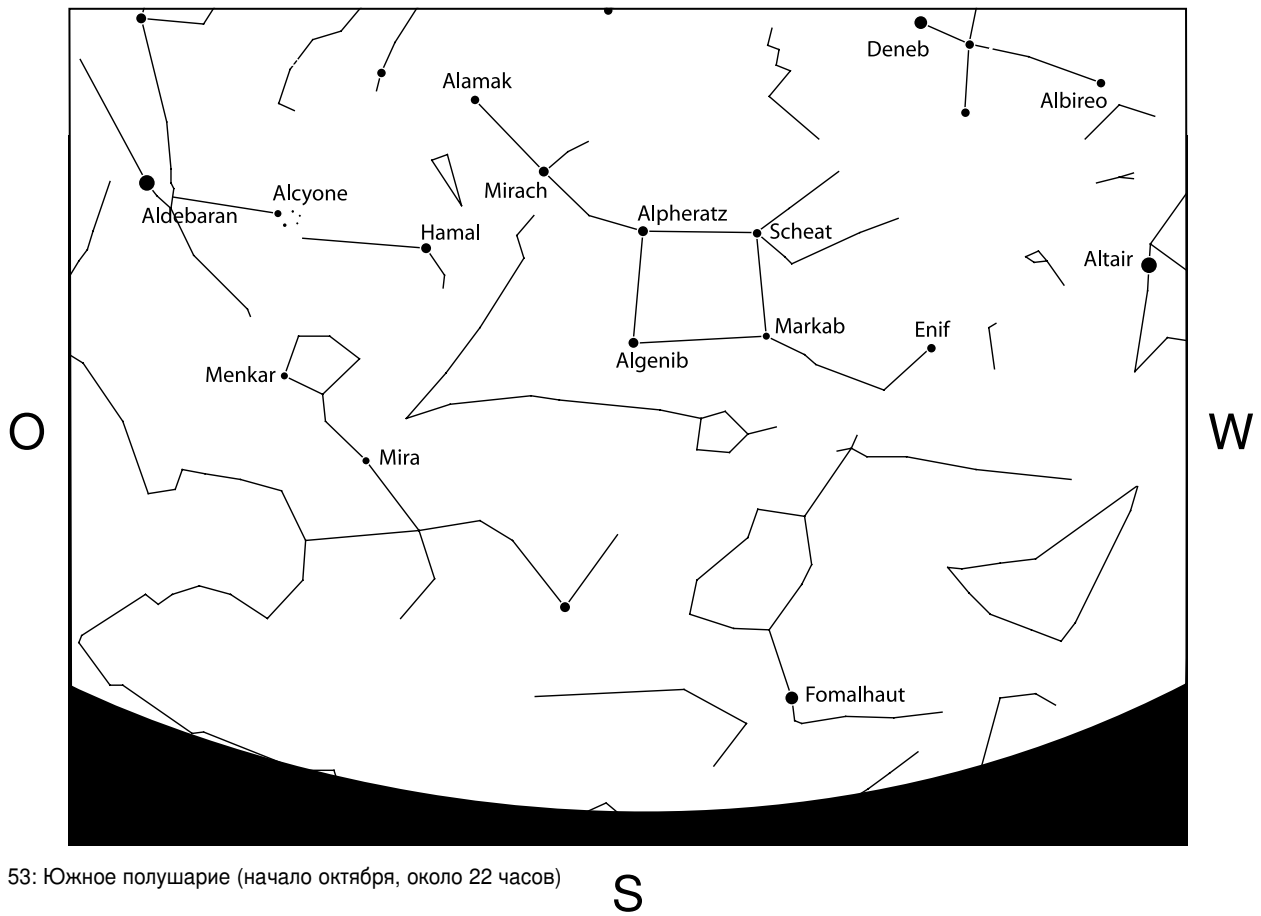 Deneb
Albireo
Alamak
Mirach
Alcyone
Aldebaran
Hamal
Alpheratz
Scheat
Altair
Markab
Enif
Algenib
Menkar
O
W
Mira
Fomalhaut
53: Южное полушарие (начало октября, около 22 часов)
S